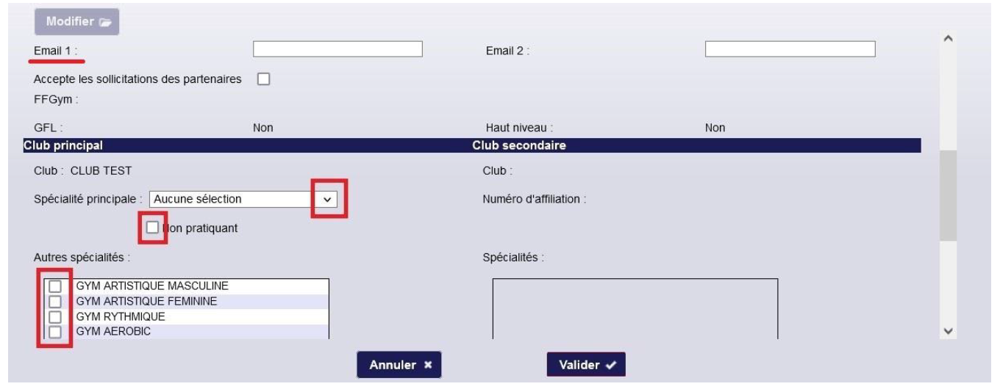 Modifier
Email 1 : Email 2 :
Accepte les sollicitations des partenaires
FFGym :
GFL : Non Haut niveau : Non
Club principal Club secondaire
Club : CLUB TEST Club :
Spécialité principale : Aucune sélection Numéro d'affiliation :
Non pratiquant
Autres spécialités : Spécialités :
GYM ARTISTIQUE MASCULINE
GYM ARTISTIQUE FEMININE
GYM RYTHMIQUE
GYM AEROBIC
Annuler Valider